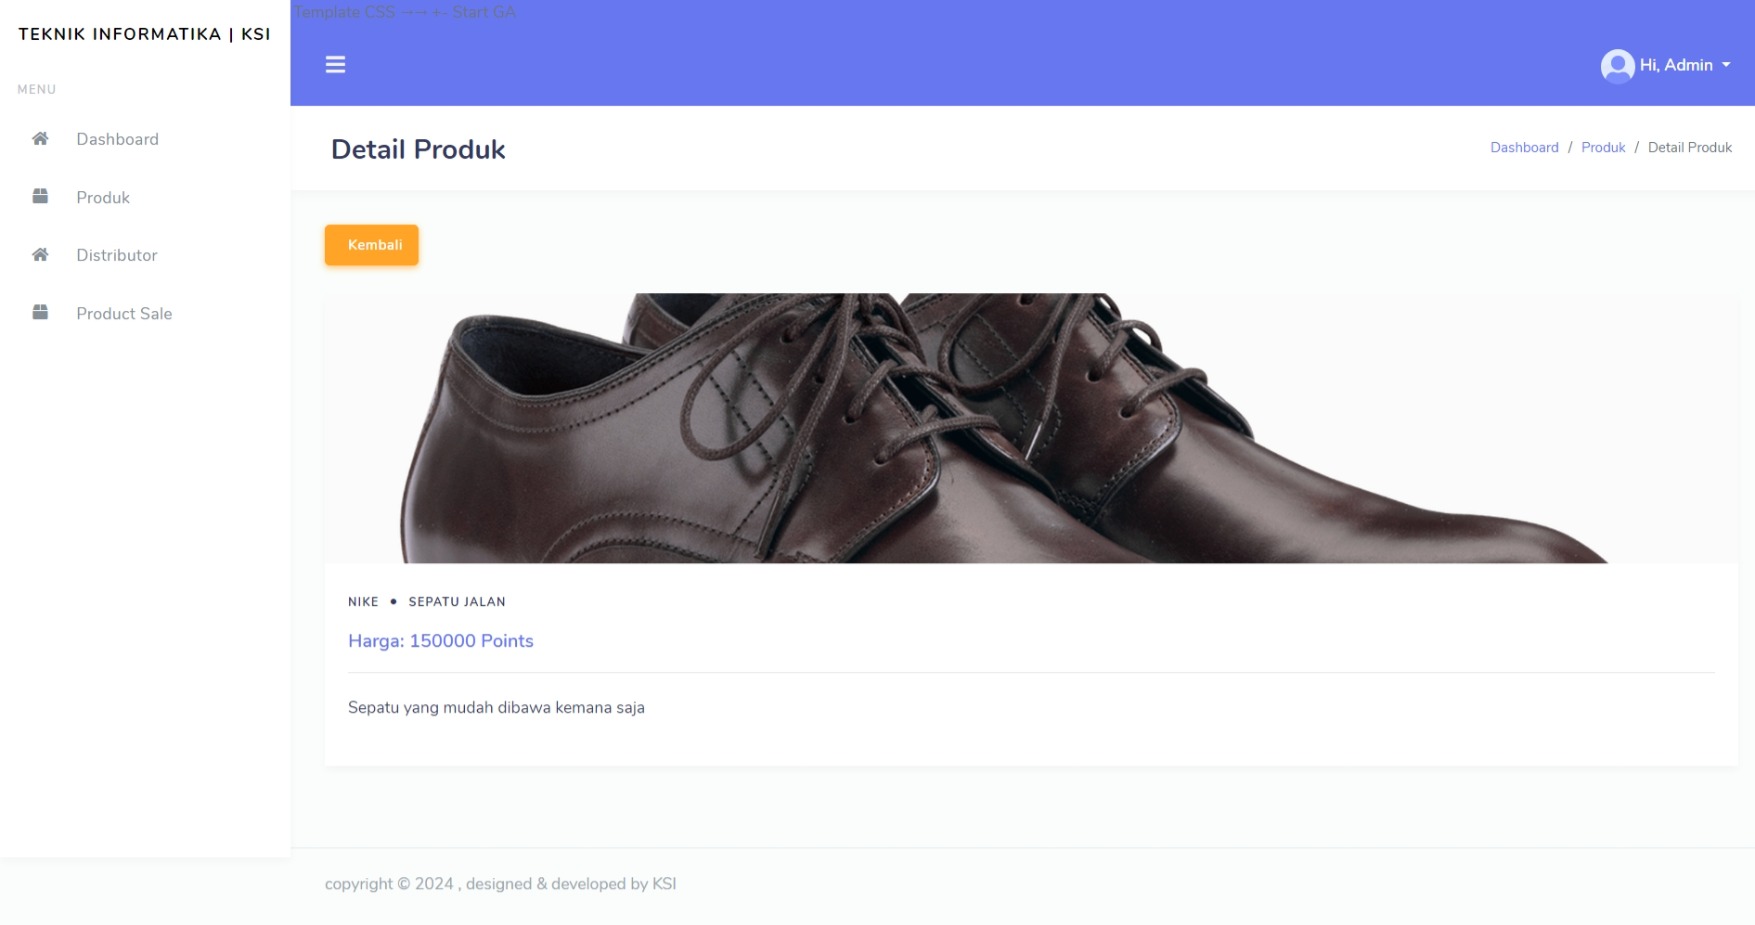 Template CSS →→ +- Start GA
TEKNIK INFORMATIKA | KSI
Hi, Admin
MENU
Dashboard
Produk
Distributor
Product Sale
Detail Produk
Dashboard / Produk / Detail Produk
Kembali
NIKE • SEPATU JALAN
Harga: 150000 Points
Sepatu yang mudah dibawa kemana saja
copyright © 2024 , designed & developed by KSI